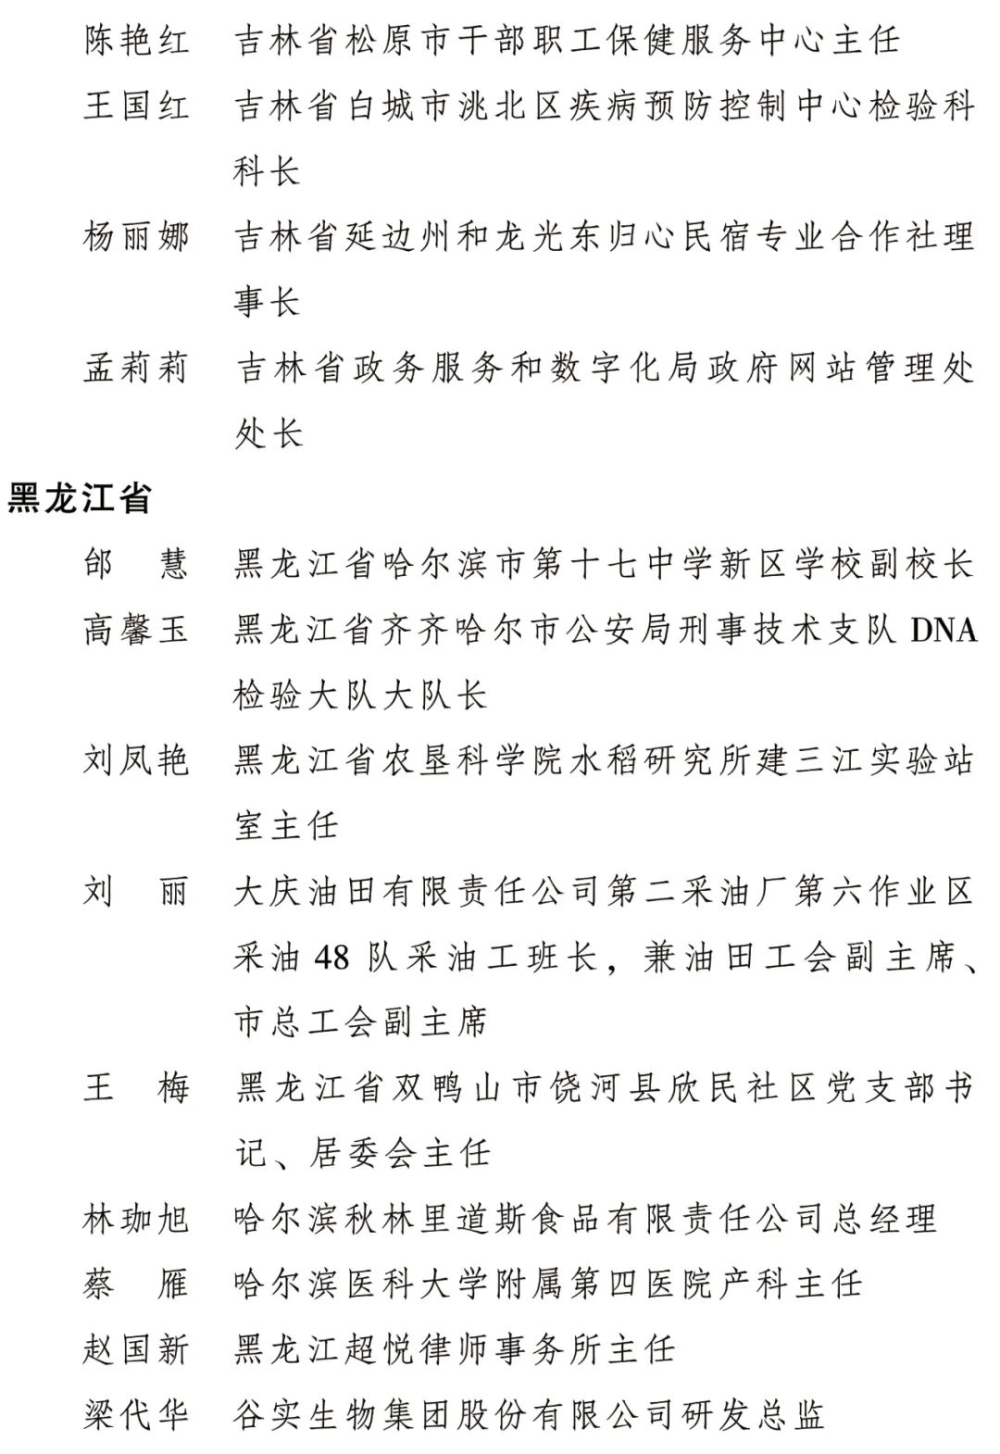 陈艳红 吉林省松原市干部职工保健服务中心主任
王国红 吉林省白城市洮北区疾病预防控制中心检验科
科长
杨丽娜 吉林省延边州和龙光东归心民宿专业合作社理
事长
孟莉莉 吉林省政务服务和数字化局政府网站管理处
处长
黑龙江省
邰 慧 黑龙江省哈尔滨市第十七中学新区学校副校长
高馨玉 黑龙江省齐齐哈尔市公安局刑事技术支队 DNA
检验大队大队长
刘凤艳 黑龙江省农垦科学院水稻研究所建三江实验站
室主任
刘 丽 大庆油田有限责任公司第二采油厂第六作业区
采油 48 队采油工班长，兼油田工会副主席、
市总工会副主席
王 梅 黑龙江省双鸭山市饶河县欣民社区党支部书
记、居委会主任
林珈旭 哈尔滨秋林里道斯食品有限责任公司总经理
蔡 雁 哈尔滨医科大学附属第四医院产科主任
赵国新 黑龙江超悦律师事务所主任
梁代华 谷实生物集团股份有限公司研发总监